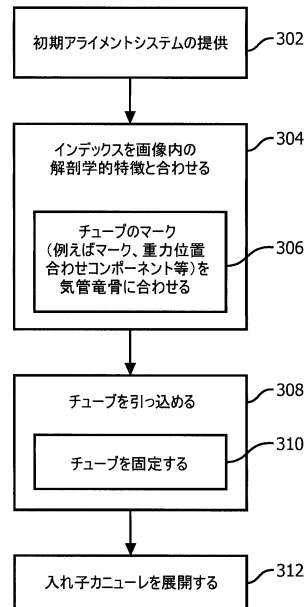 初期アライメントシステムの提供
302
304
インデックスを画像内の
解剖学的特徴と合わせる
チューブのマーク
(例えばマーク、重力位置
合わせコンポーネント等)を
気管竜骨に合わせる
306
308
チューブを引っ込める
310
チューブを固定する
312
入れ子カニューレを展開する